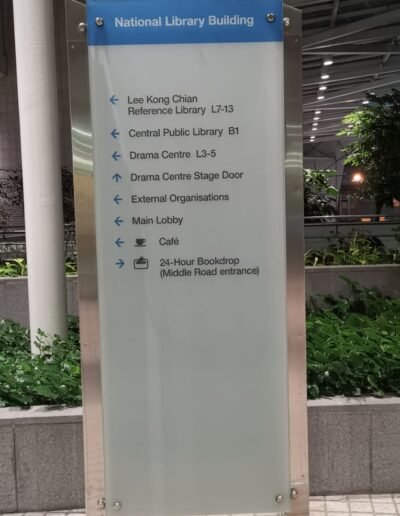 National Library Building
← Lee Kong Chian
Reference Library L7-13
← Central Public Library B1
← Drama Centre L3-5
↑ Drama Centre Stage Door
← External Organisations
← Main Lobby
← Café
→ 24-Hour Bookdrop
(Middle Road entrance)